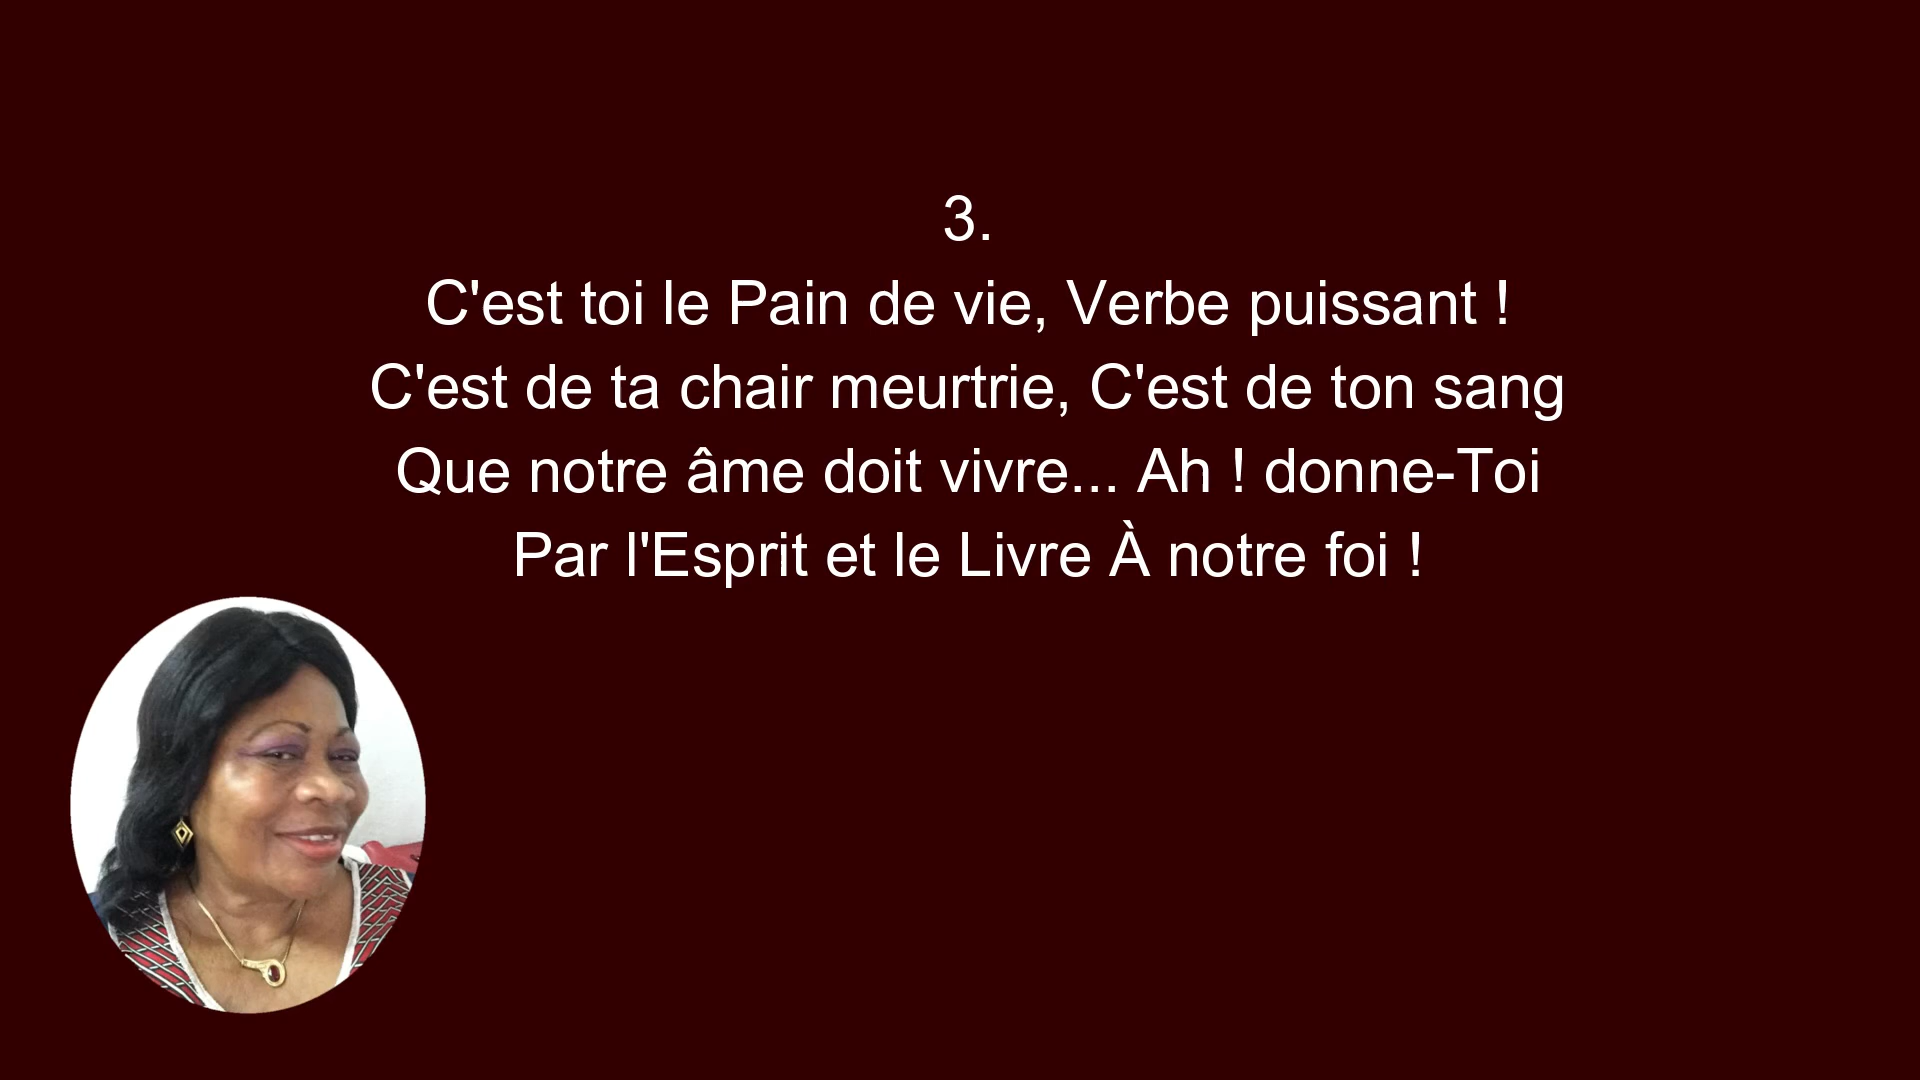 3.
C'est toi le Pain de vie, Verbe puissant !
C'est de ta chair meurtrie, C'est de ton sang
Que notre âme doit vivre... Ah ! donne-Toi
Par l'Esprit et le Livre À notre foi !